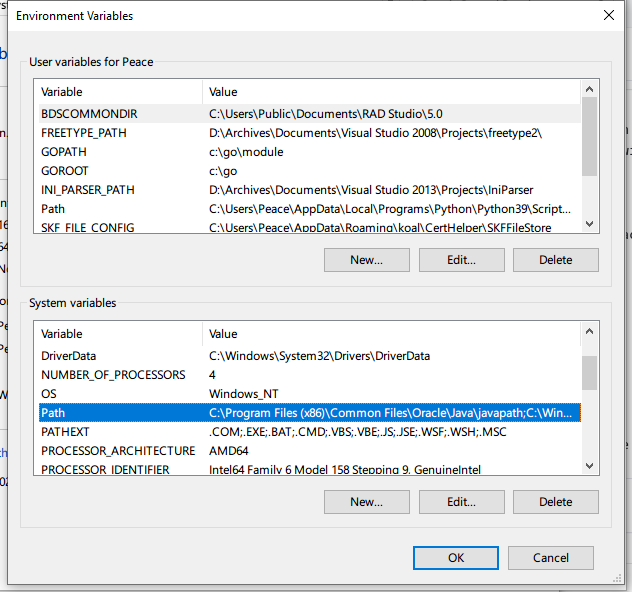 Environment Variables
User variables for Peace
Variable Value
BDSCOMMONDIR C:\Users\Public\Documents\RAD Studio\5.0
FREETYPE_PATH D:\Archives\Documents\Visual Studio 2008\Projects\freetype2\
GOPATH c:\go\module
GOROOT c:\go
INI_PARSER_PATH D:\Archives\Documents\Visual Studio 2013\Projects\IniParser
Path C:\Users\Peace\AppData\Local\Programs\Python\Python39\Script...
SKF_FILE_CONFIG C:\Users\Peace\AppData\Roaming\koal\CertHelper\SKFFileStore
New... Edit... Delete
System variables
Variable Value
DriverData C:\Windows\System32\Drivers\DriverData
NUMBER_OF_PROCESSORS 4
OS Windows_NT
Path C:\Program Files (x86)\Common Files\Oracle\Java\javapath;C:\Win...
PATHEXT .COM;.EXE;.BAT;.CMD;.VBS;.VBE;.JS;.JSE;.WSF;.WSH;.MSC
PROCESSOR_ARCHITECTURE AMD64
PROCESSOR_IDENTIFIER Intel64 Family 6 Model 158 Stepping 9, GenuineIntel
New... Edit... Delete
OK Cancel